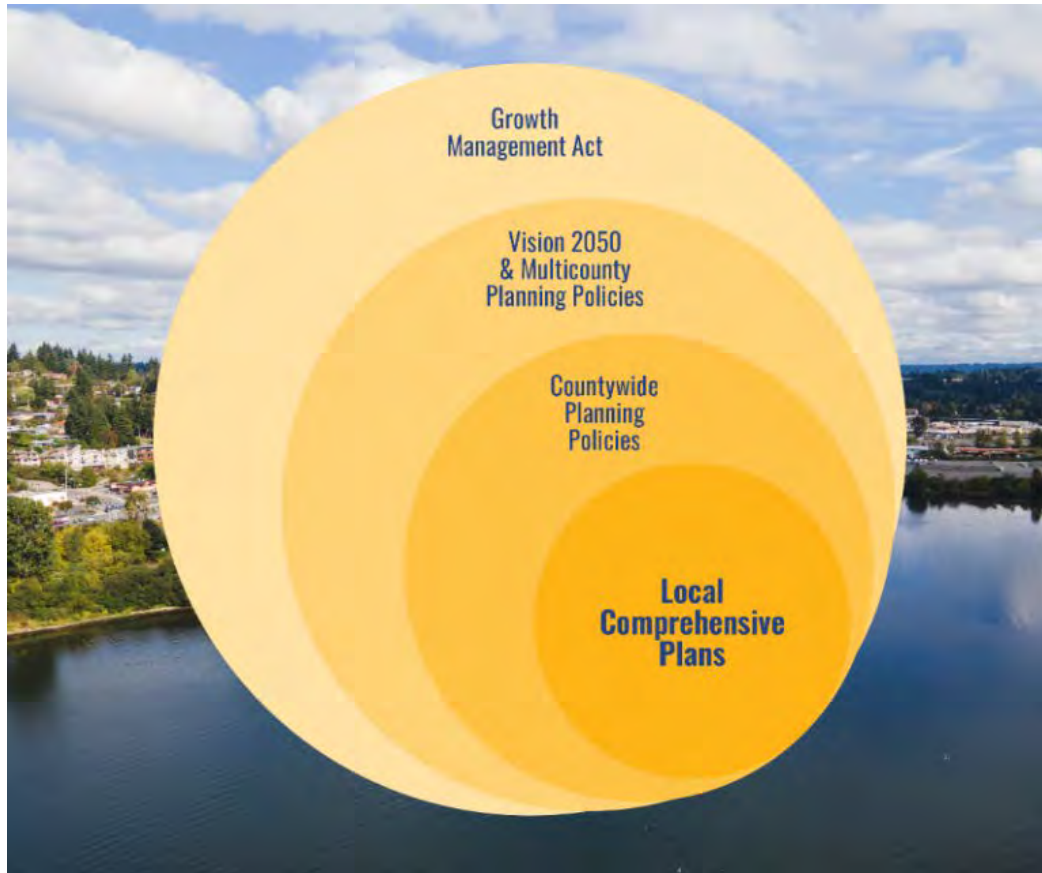 Growth
Management Act
Vision 2050
& Multicounty
Planning Policies
Countywide
Planning
Policies
Local
Comprehensive
Plans